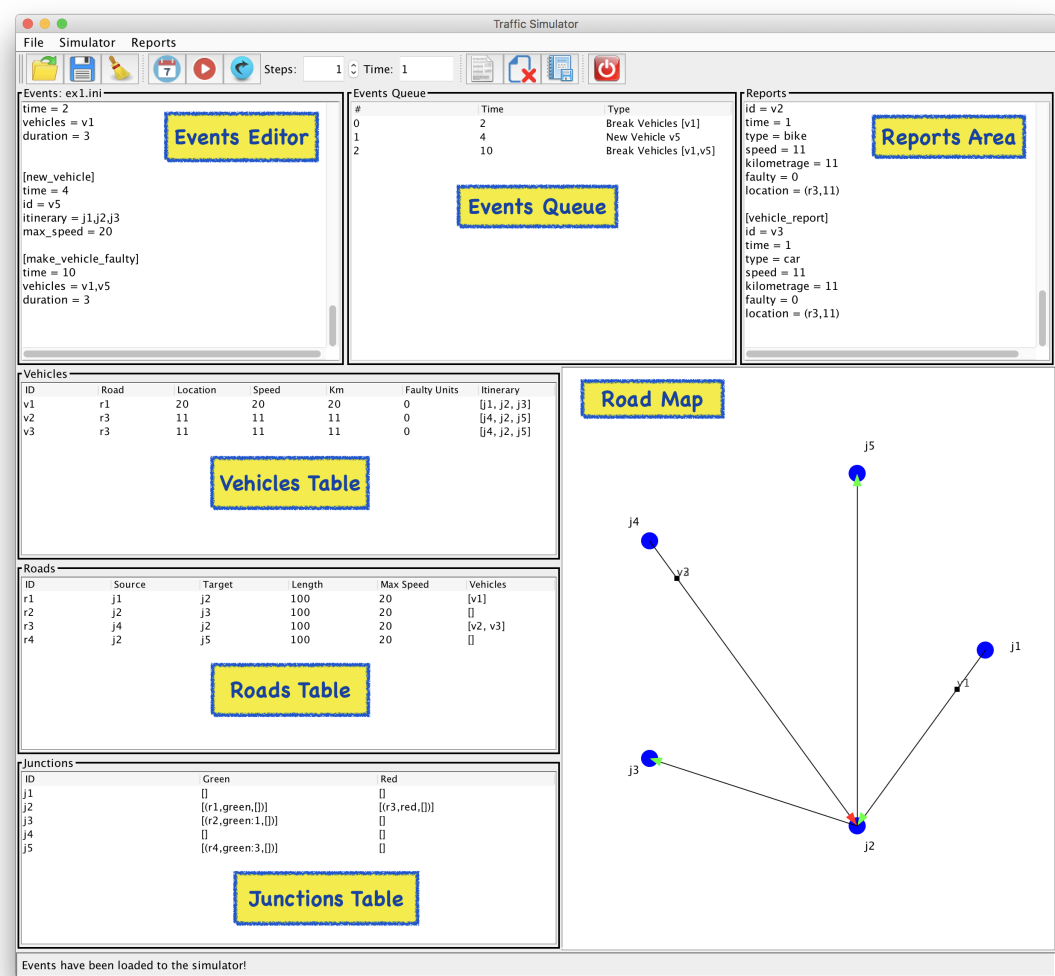 Traffic Simulator
File Simulator Reports
7 Steps: 1 Time: 1
Events: ex1.ini
time = 2
vehicles = v1
duration = 3
[new_vehicle]
time = 4
id = v5
itinerary = j1,j2,j3
max_speed = 20
[make_vehicle_faulty]
time = 10
vehicles = v1,v5
duration = 3
Events Editor
Events Queue
# Time Type
0 2 Break Vehicles [v1]
1 4 New Vehicle v5
2 10 Break Vehicles [v1,v5]
Events Queue
Reports
id = v2
time = 1
type = bike
speed = 11
kilometrage = 11
faulty = 0
location = (r3,11)
[vehicle_report]
id = v3
time = 1
type = car
speed = 11
kilometrage = 11
faulty = 0
location = (r3,11)
Reports Area
Vehicles
ID Road Location Speed Km Faulty Units Itinerary
v1 r1 20 20 20 0 [j1, j2, j3]
v2 r3 11 11 11 0 [j4, j2, j5]
v3 r3 11 11 11 0 [j4, j2, j5]
Vehicles Table
Roads
ID Source Target Length Max Speed Vehicles
r1 j1 j2 100 20 [v1]
r2 j2 j3 100 20 []
r3 j4 j2 100 20 [v2, v3]
r4 j2 j5 100 20 []
Roads Table
Junctions
ID Green Red
j1 [] []
j2 [(r1,green,[])] [(r3,red,[])]
j3 [(r2,green:1,[])] []
j4 [] []
j5 [(r4,green:3,[])] []
Junctions Table
Road Map
j5
j4
j1
v1
j3
j2
Events have been loaded to the simulator!